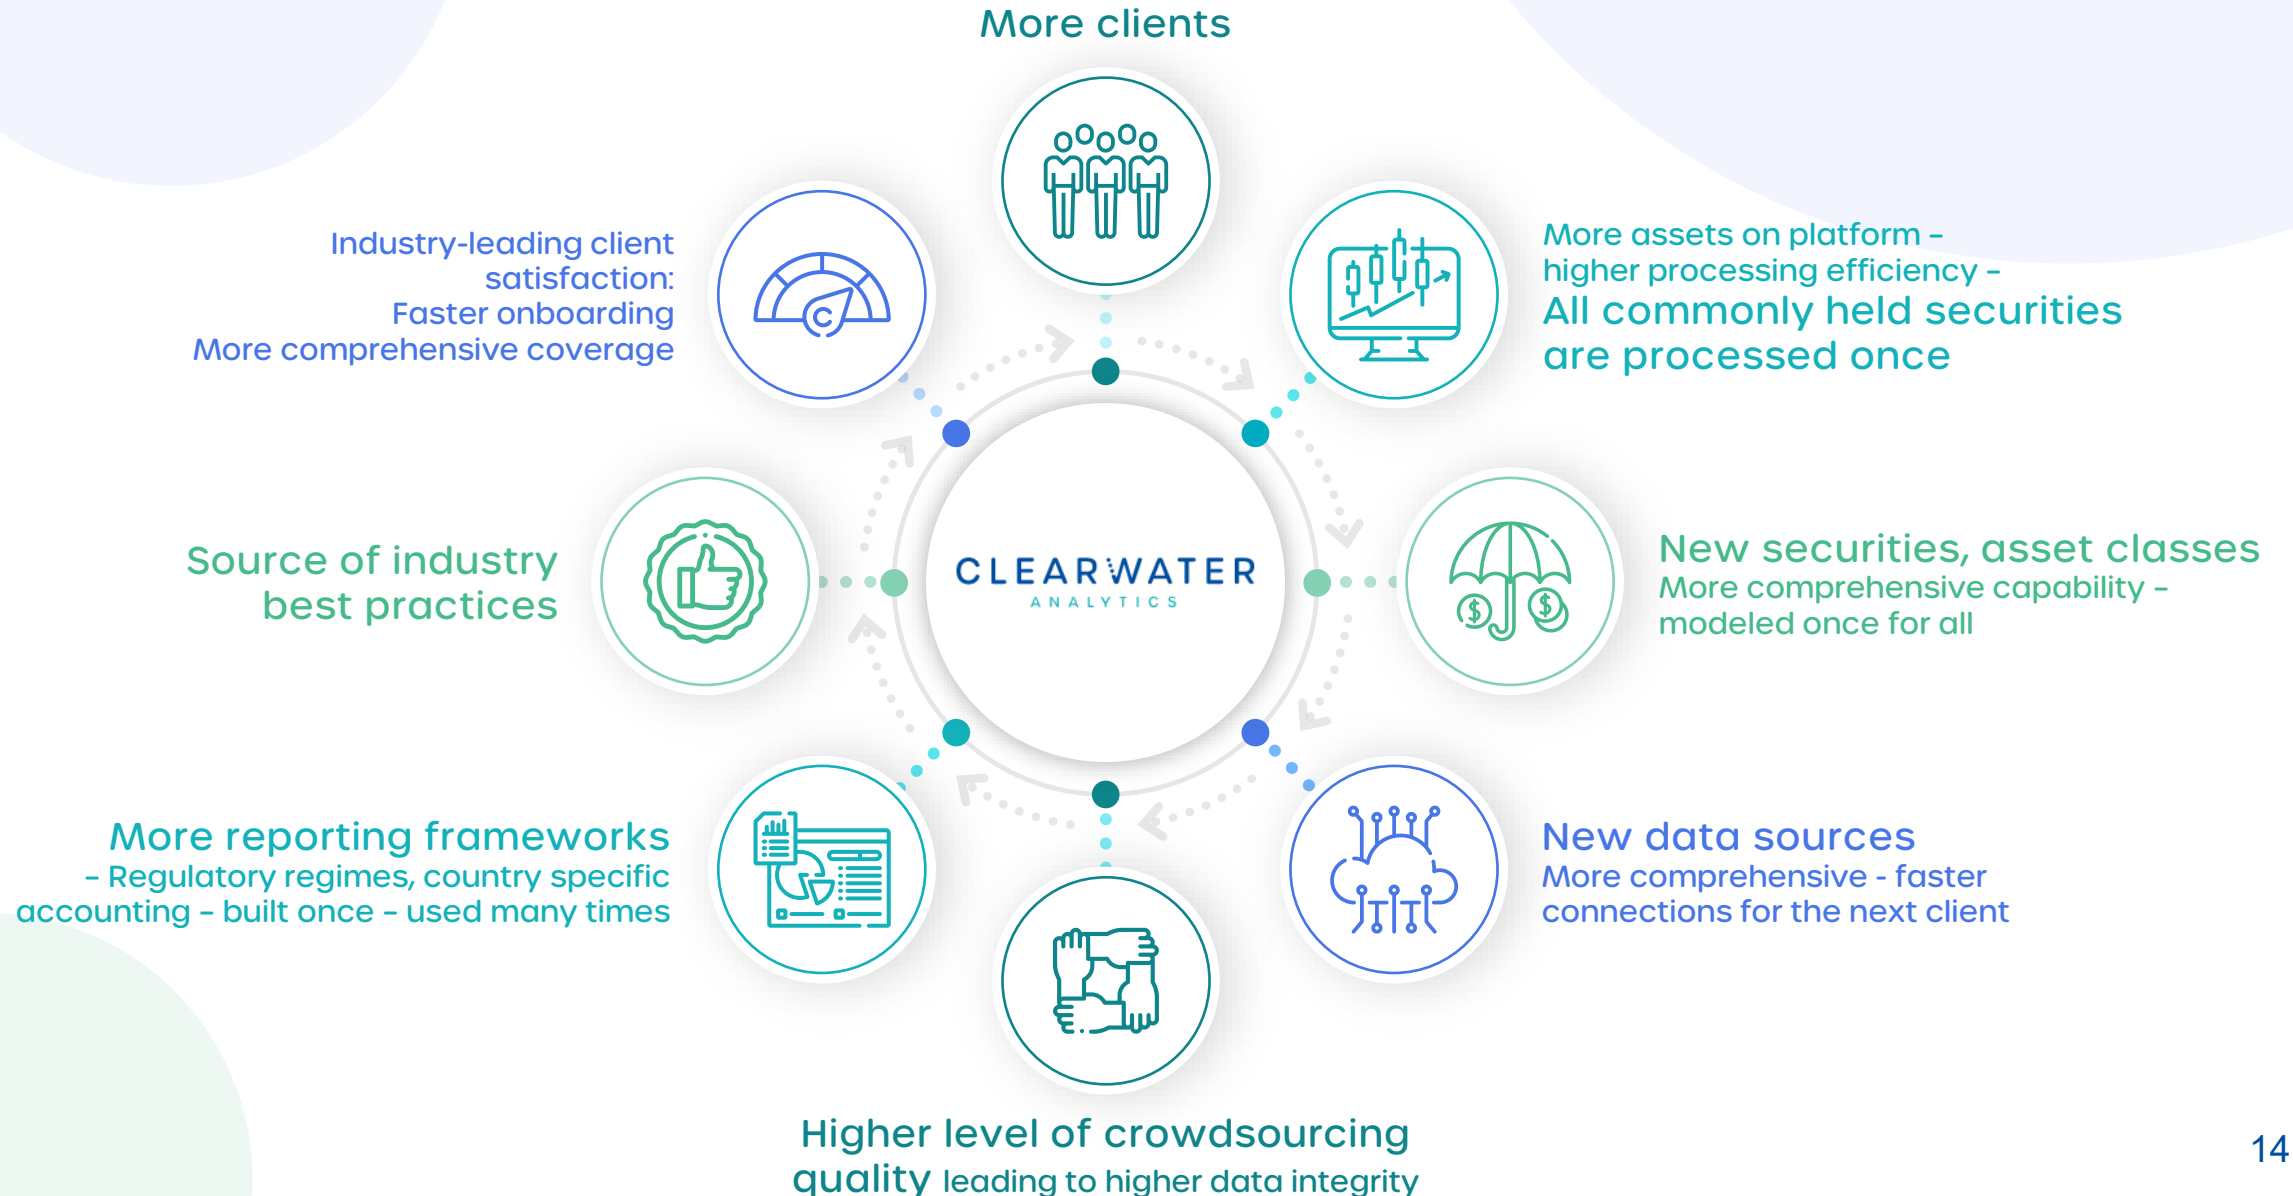 More clients
More assets on platform –
higher processing efficiency –
All commonly held securities
are processed once
New securities, asset classes
More comprehensive capability –
modeled once for all
New data sources
More comprehensive - faster
connections for the next client
Higher level of crowdsourcing
quality leading to higher data integrity
More reporting frameworks
– Regulatory regimes, country specific
accounting – built once – used many times
Source of industry
best practices
Industry-leading client
satisfaction:
Faster onboarding
More comprehensive coverage
C
CLEARWATER
ANALYTICS
$ $
14